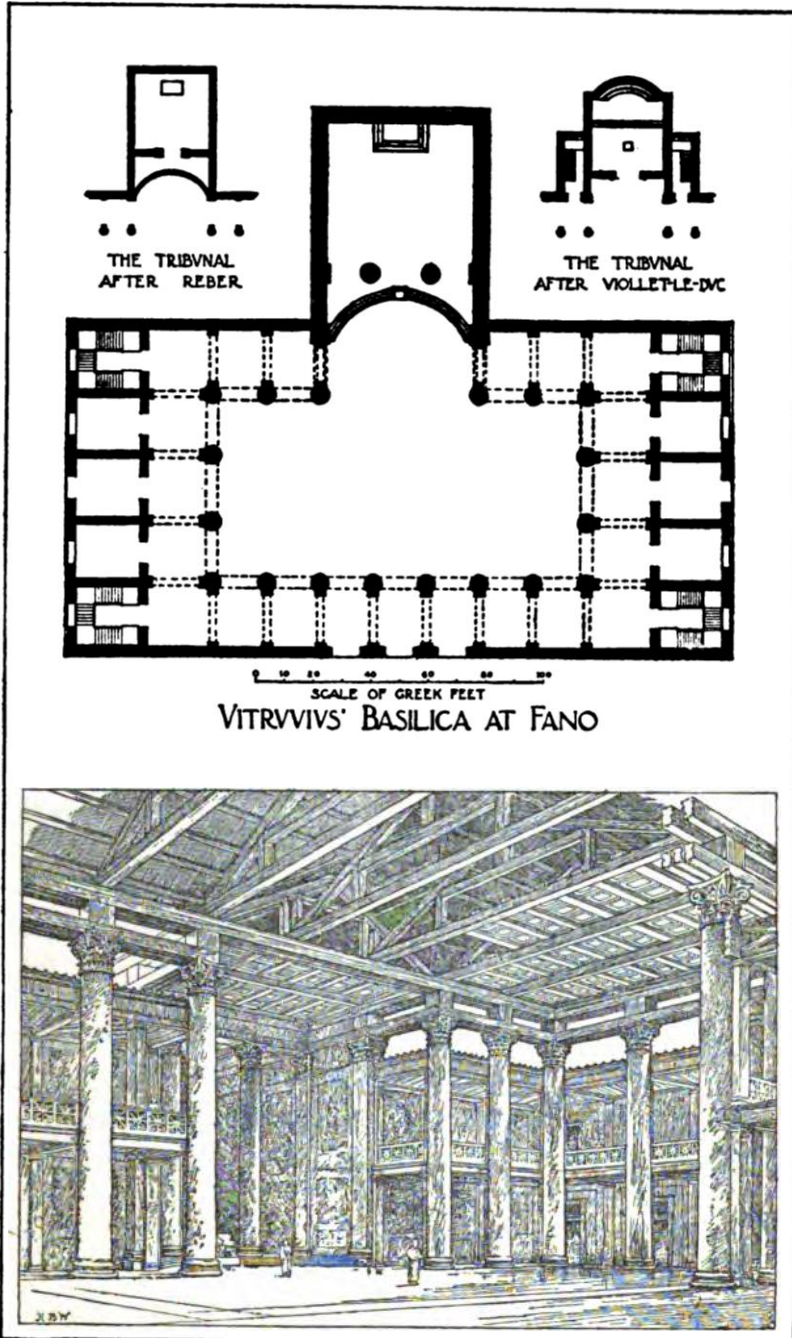 THE TRIBVNAL
AFTER REBER
THE TRIBVNAL
AFTER VIOLLET-LE-DVC
0 10 20 40 60 80 100
SCALE OF GREEK FEET
VITRVVIVS' BASILICA AT FANO
H B W